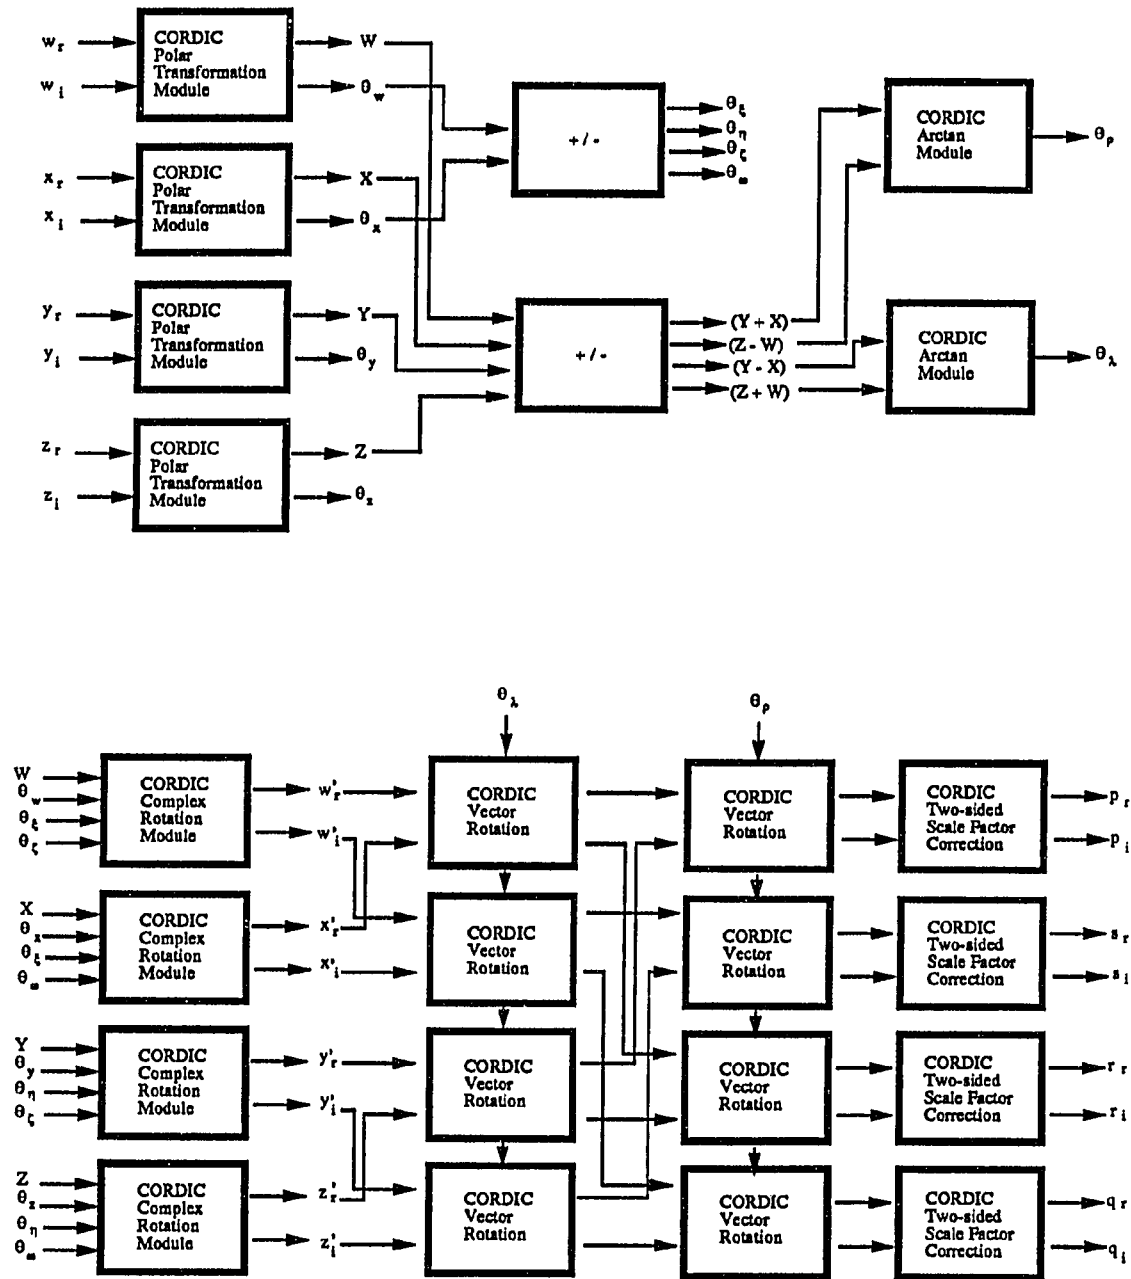 w r
w i
CORDIC
Polar
Transformation
Module
W
θ w
x r
x i
CORDIC
Polar
Transformation
Module
X
θ x
y r
y i
CORDIC
Polar
Transformation
Module
Y
θ y
z r
z i
CORDIC
Polar
Transformation
Module
Z
θ z
+ / -
θ ξ
θ η
θ ζ
θ ω
+ / -
(Y + X)
(Z - W)
(Y - X)
(Z + W)
CORDIC
Arctan
Module
θ ρ
CORDIC
Arctan
Module
θ λ
θ λ
θ ρ
W
θ w
θ ξ
θ ζ
CORDIC
Complex
Rotation
Module
w' r
w' i
CORDIC
Vector
Rotation
CORDIC
Vector
Rotation
CORDIC
Two-sided
Scale Factor
Correction
p r
p i
X
θ x
θ ξ
θ ω
CORDIC
Complex
Rotation
Module
x' r
x' i
CORDIC
Vector
Rotation
CORDIC
Vector
Rotation
CORDIC
Two-sided
Scale Factor
Correction
s r
s i
Y
θ y
θ η
θ ζ
CORDIC
Complex
Rotation
Module
y' r
y' i
CORDIC
Vector
Rotation
CORDIC
Vector
Rotation
CORDIC
Two-sided
Scale Factor
Correction
r r
r i
Z
θ z
θ η
θ ω
CORDIC
Complex
Rotation
Module
z' r
z' i
CORDIC
Vector
Rotation
CORDIC
Vector
Rotation
CORDIC
Two-sided
Scale Factor
Correction
q r
q i